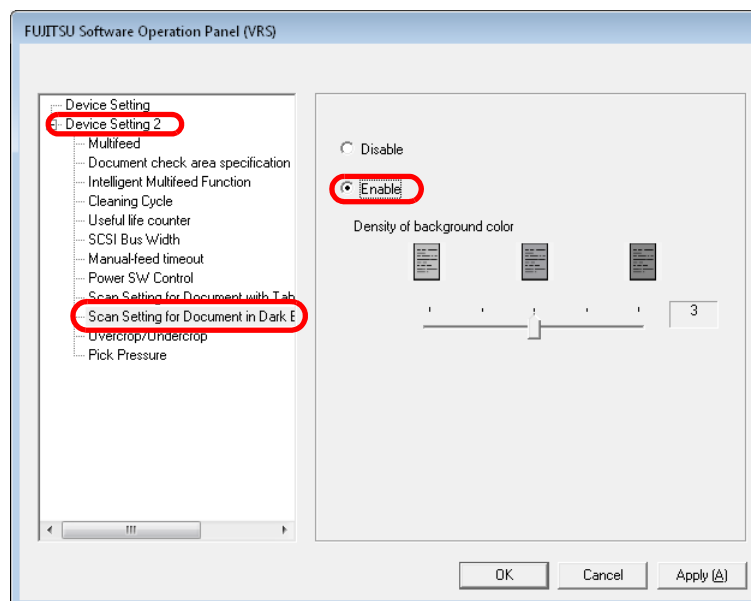 FUJITSU Software Operation Panel (VRS)
Device Setting
Device Setting 2
Multifeed
Document check area specification
Intelligent Multifeed Function
Cleaning Cycle
Useful life counter
SCSI Bus Width
Manual-feed timeout
Power SW Control
Scan Setting for Document with Tab
Scan Setting for Document in Dark B
Overcrop/Undercrop
Pick Pressure
Disable
Enable
Density of background color
3
OK
Cancel
Apply (A)